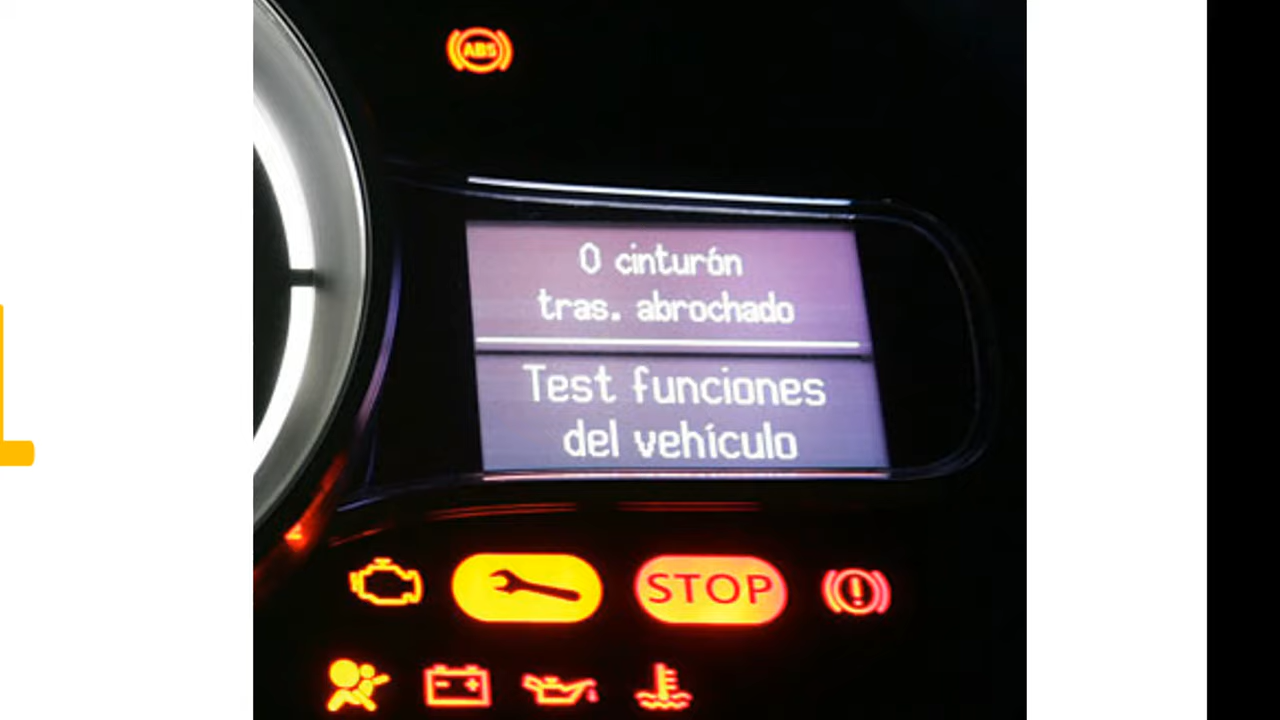 ABS
0 cinturón
tras. abrochado
Test funciones
del vehículo
STOP